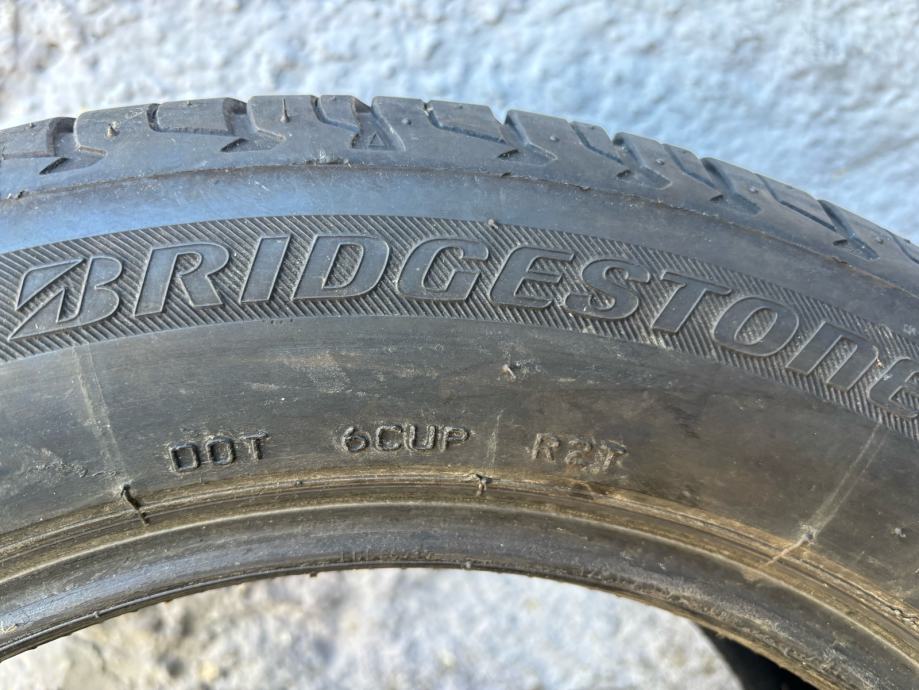 BRIDGESTONE
DOT 6CUP R2T